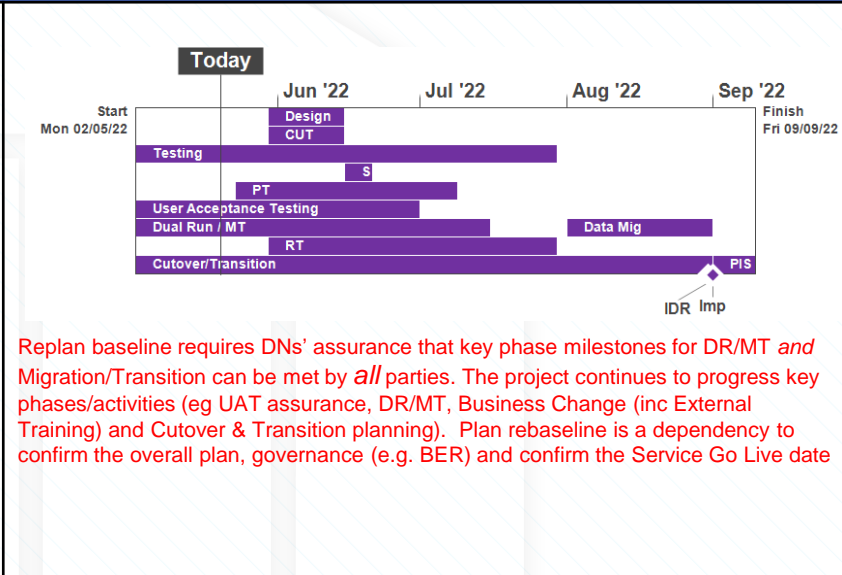 Today
Jun '22 Jul '22 Aug '22 Sep '22
Start
Mon 02/05/22
Finish
Fri 09/09/22
Design
CUT
Testing
S
PT
User Acceptance Testing
Dual Run / MT Data Mig
RT
Cutover/Transition PIS
IDR Imp
Replan baseline requires DNs’ assurance that key phase milestones for DR/MT and
Migration/Transition can be met by all parties. The project continues to progress key
phases/activities (eg UAT assurance, DR/MT, Business Change (inc External
Training) and Cutover & Transition planning). Plan rebaseline is a dependency to
confirm the overall plan, governance (e.g. BER) and confirm the Service Go Live date